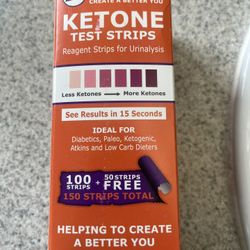 CREATE A BETTER YOU
KETONE
TEST STRIPS
Reagent Strips for Urinalysis
Less Ketones → More Ketones
See Results in 15 Seconds
IDEAL FOR
Diabetics, Paleo, Ketogenic,
Atkins and Low Carb Dieters
100 STRIPS + 50 STRIPS FREE
150 STRIPS TOTAL
HELPING TO CREATE
A BETTER YOU